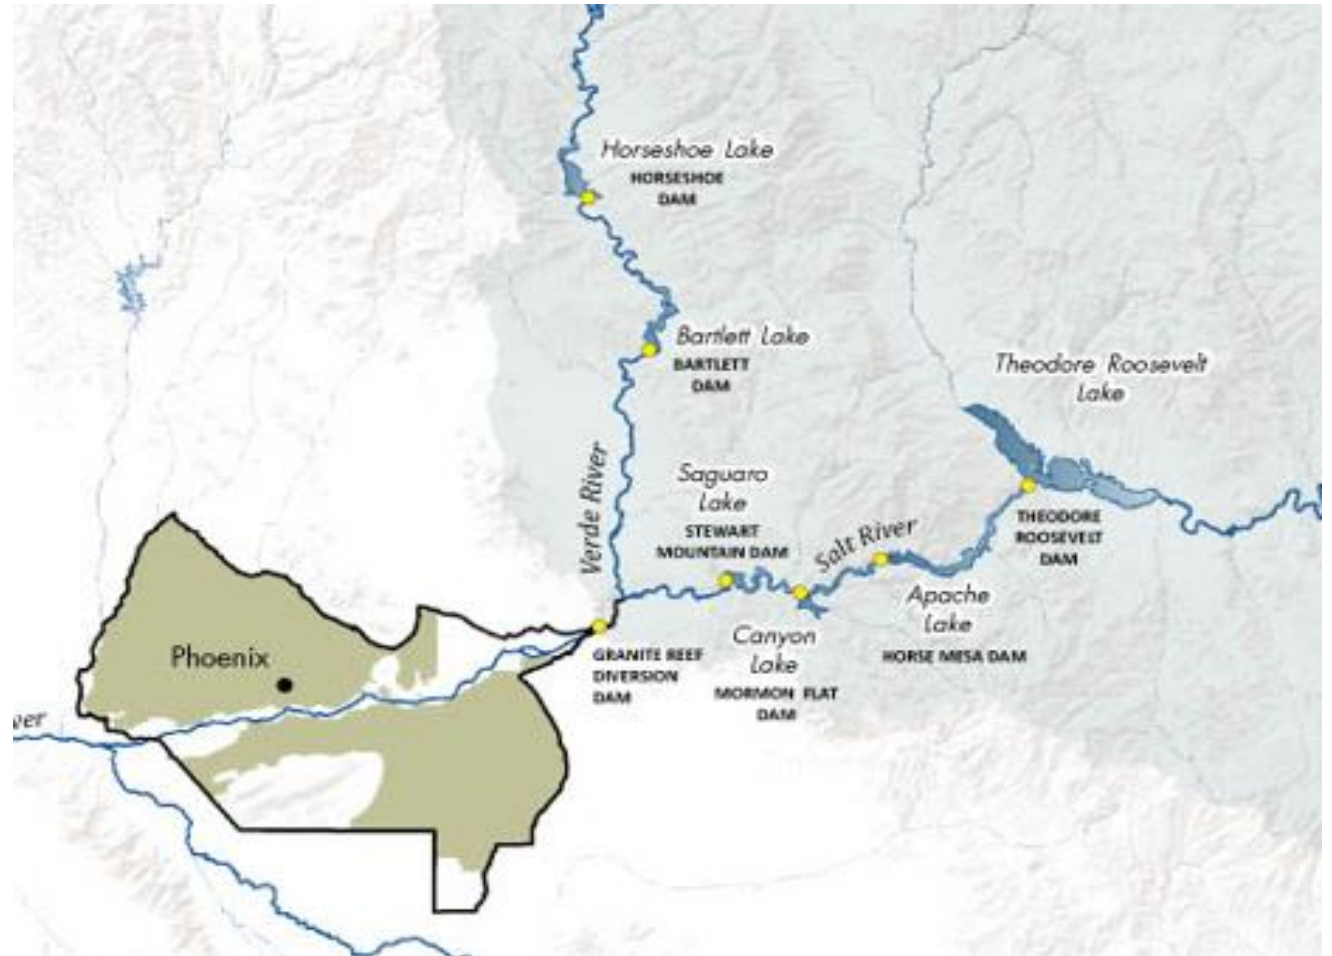 Horseshoe Lake
HORSESHOE
DAM
Bartlett Lake
BARTLETT
DAM
Theodore Roosevelt
Lake
Verde River
Saguaro
Lake
STEWART
MOUNTAIN DAM
Salt River
THEODORE
ROOSEVELT
DAM
Apache
Lake
HORSE MESA DAM
Canyon
Lake
MORMON FLAT
DAM
GRANITE REEF
DIVERSION
DAM
Phoenix
ver